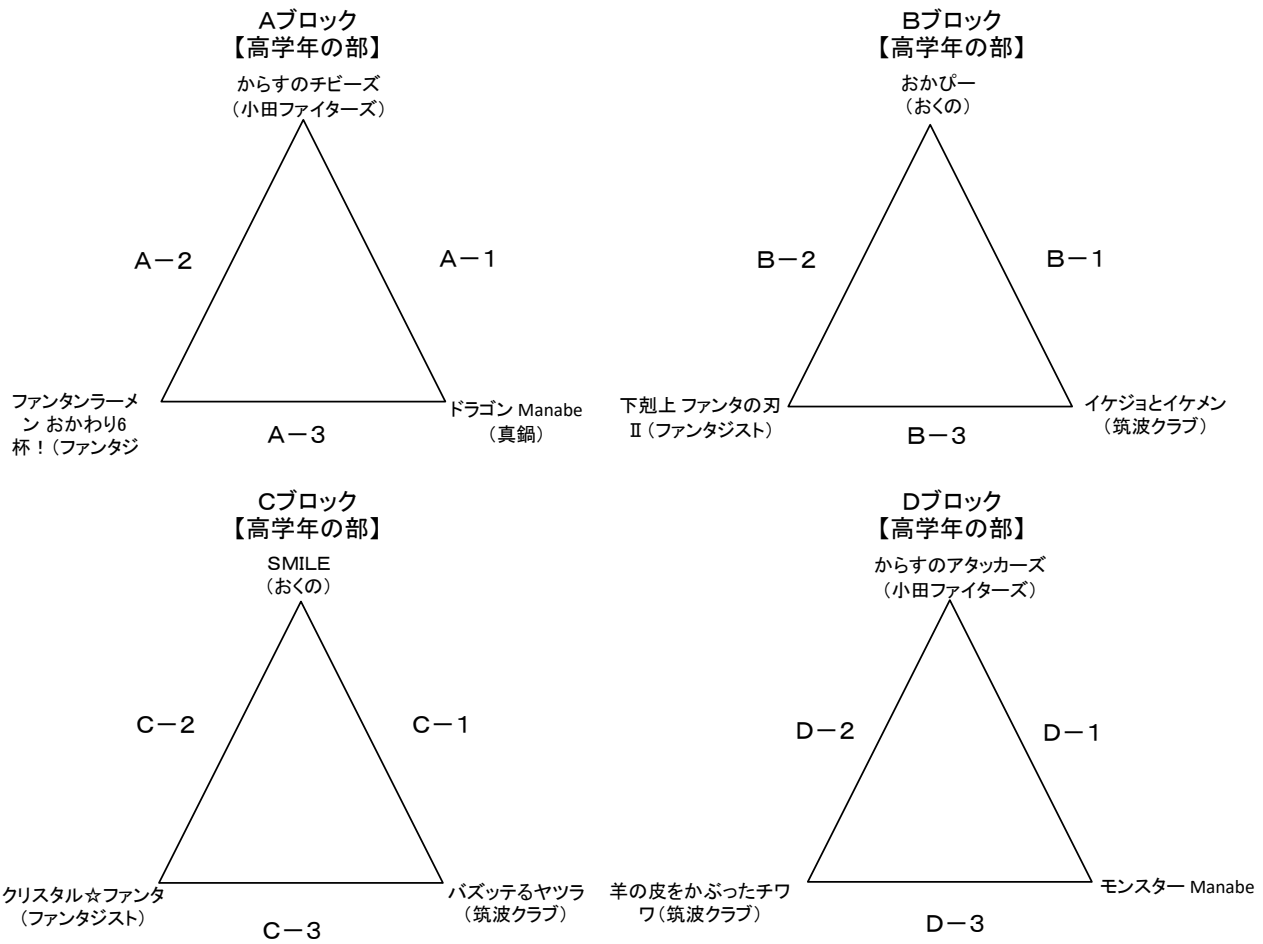 Aブロック
【高学年の部】
からすのチビーズ
（小田ファイターズ）
A－2
A－1
ファンタンラーメ
ン おかわり6
杯！（ファンタジ
ドラゴン Manabe
（真鍋）
A－3
Bブロック
【高学年の部】
おかぴー
（おくの）
B－2
B－1
下剋上 ファンタの刃
Ⅱ（ファンタジスト）
イケジョとイケメン
（筑波クラブ）
B－3
Cブロック
【高学年の部】
SMILE
（おくの）
C－2
C－1
クリスタル☆ファンタ
（ファンタジスト）
バズッテるヤツラ
（筑波クラブ）
C－3
Dブロック
【高学年の部】
からすのアタッカーズ
（小田ファイターズ）
D－2
D－1
羊の皮をかぶったチワ
ワ（筑波クラブ）
モンスター Manabe
D－3